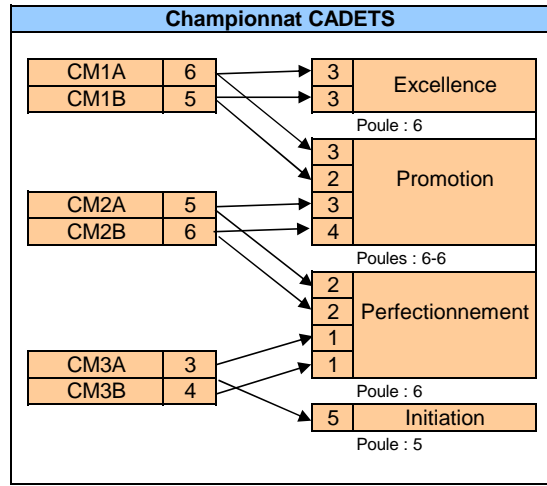 Championnat CADETS
CM1A 6
CM1B 5
3 Excellence
3
Poule : 6
3
2 Promotion
3
4
CM2A 5
CM2B 6
Poules : 6-6
2
2 Perfectionnement
1
1
CM3A 3
CM3B 4
Poule : 6
5 Initiation
Poule : 5